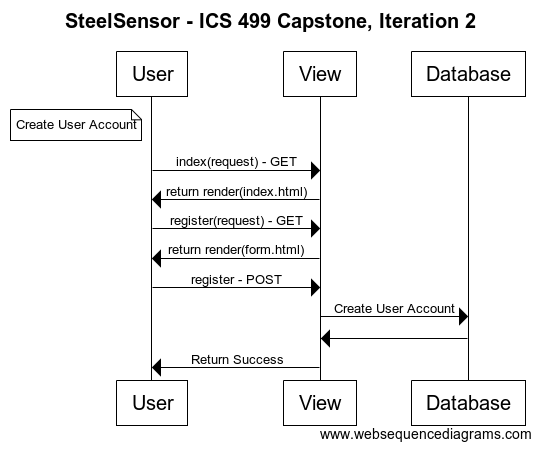 SteelSensor - ICS 499 Capstone, Iteration 2
User
View
Database
Create User Account
index(request) - GET
return render(index.html)
register(request) - GET
return render(form.html)
register - POST
Create User Account
Return Success
User
View
Database
www.websequencediagrams.com